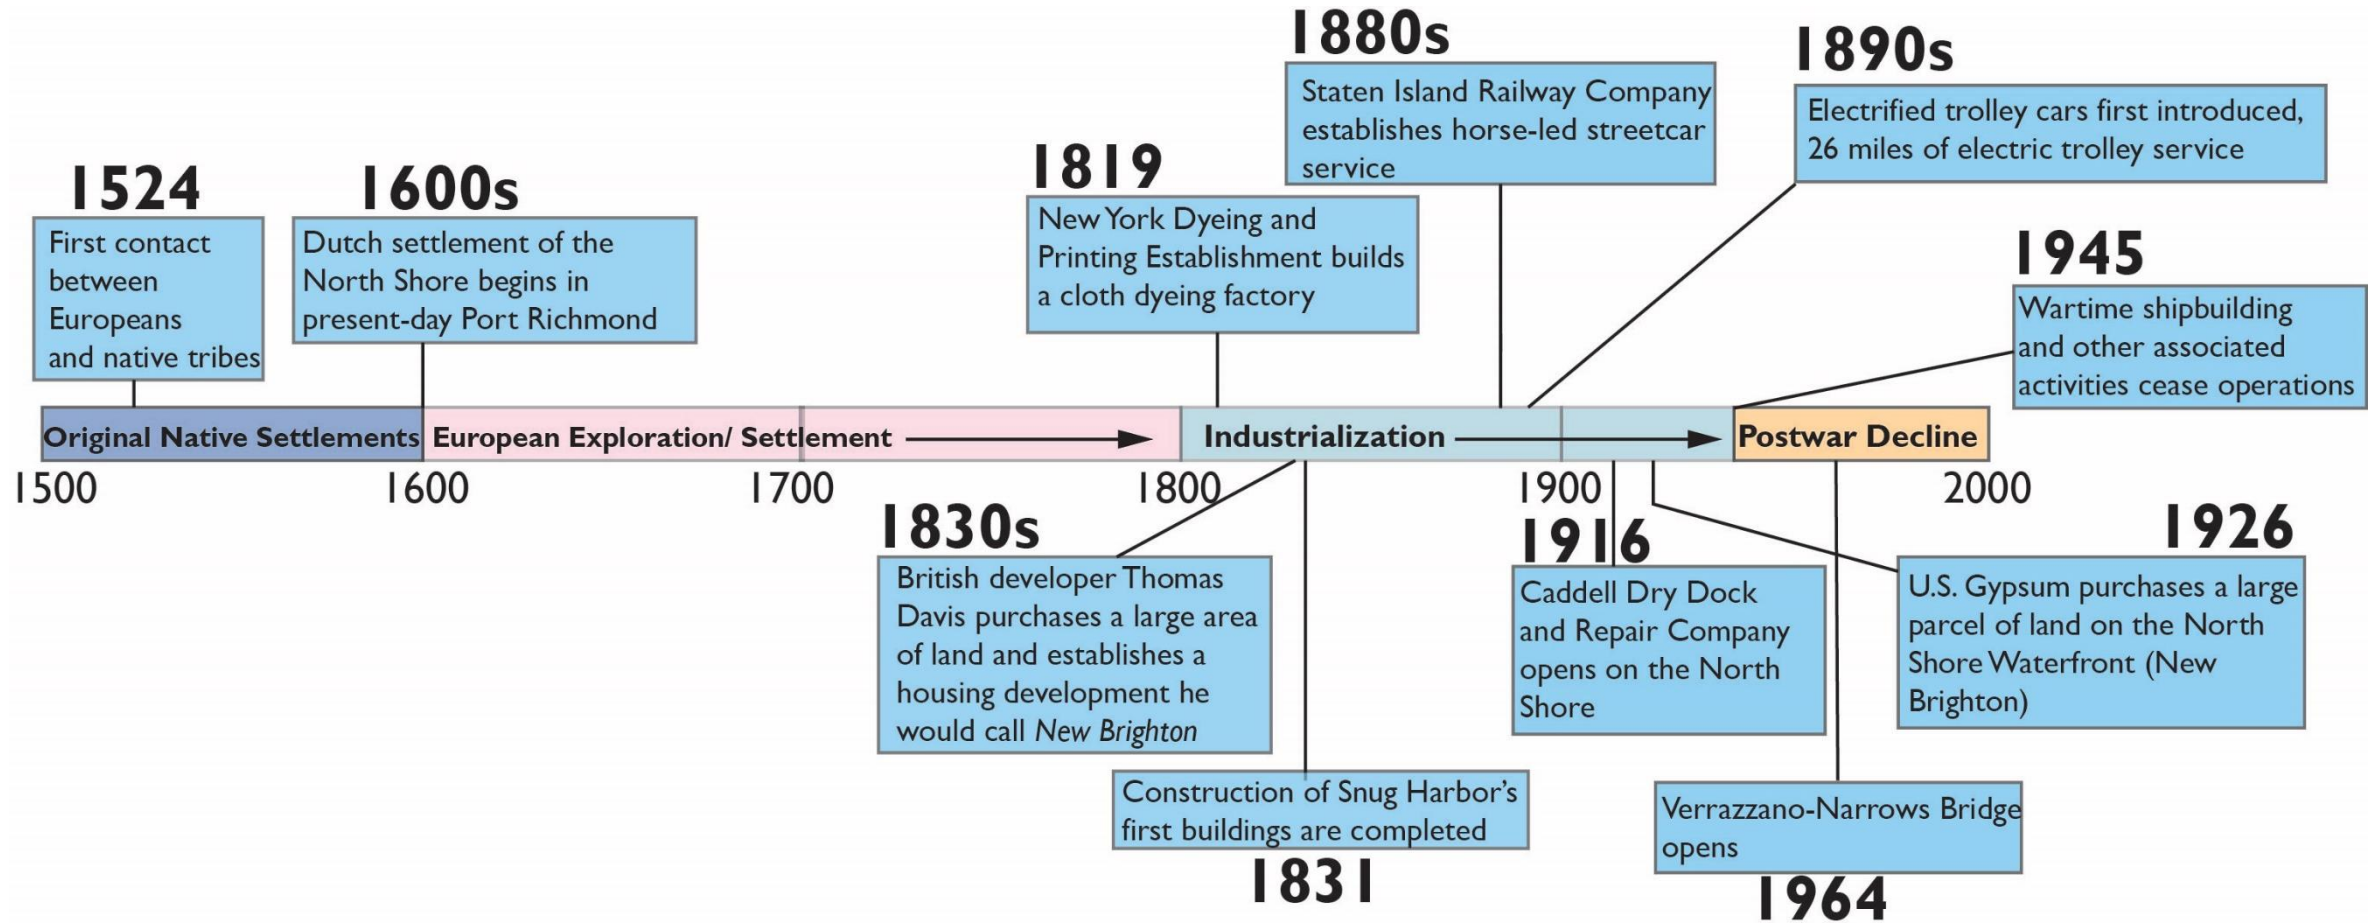 1524
First contact
between
Europeans
and native tribes
1600s
Dutch settlement of the
North Shore begins in
present-day Port Richmond
1819
New York Dyeing and
Printing Establishment builds
a cloth dyeing factory
1880s
Staten Island Railway Company
establishes horse-led streetcar
service
1890s
Electrified trolley cars first introduced,
26 miles of electric trolley service
1945
Wartime shipbuilding
and other associated
activities cease operations
Original Native Settlements
European Exploration/ Settlement
Industrialization
Postwar Decline
1500
1600
1700
1800
1900
2000
1830s
British developer Thomas
Davis purchases a large area
of land and establishes a
housing development he
would call New Brighton
Construction of Snug Harbor’s
first buildings are completed
1831
1916
Caddell Dry Dock
and Repair Company
opens on the North
Shore
1926
U.S. Gypsum purchases a large
parcel of land on the North
Shore Waterfront (New
Brighton)
Verrazzano-Narrows Bridge
opens
1964